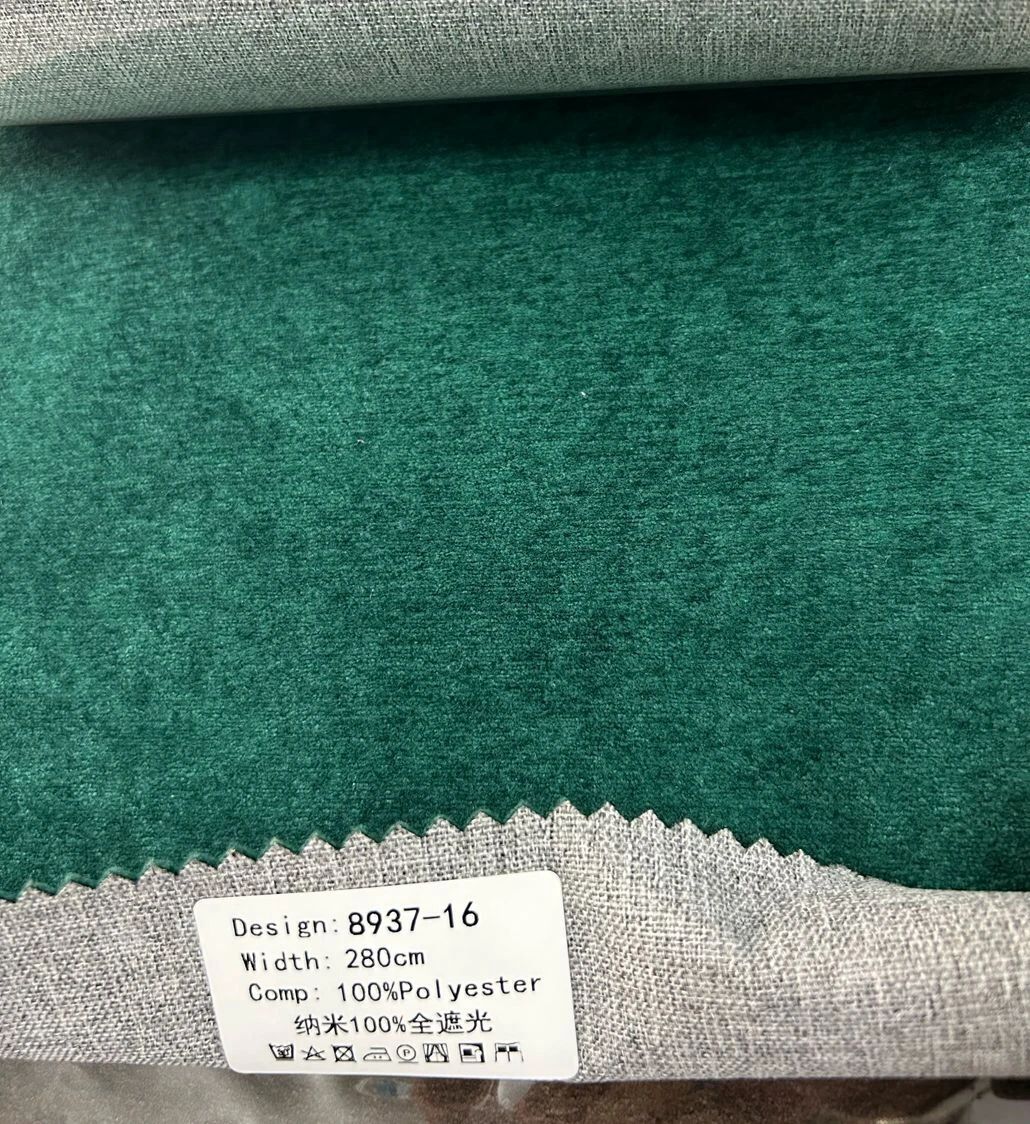 Design: 8937-16
Width: 280cm
Comp: 100%Polyester
纳米100%全遮光